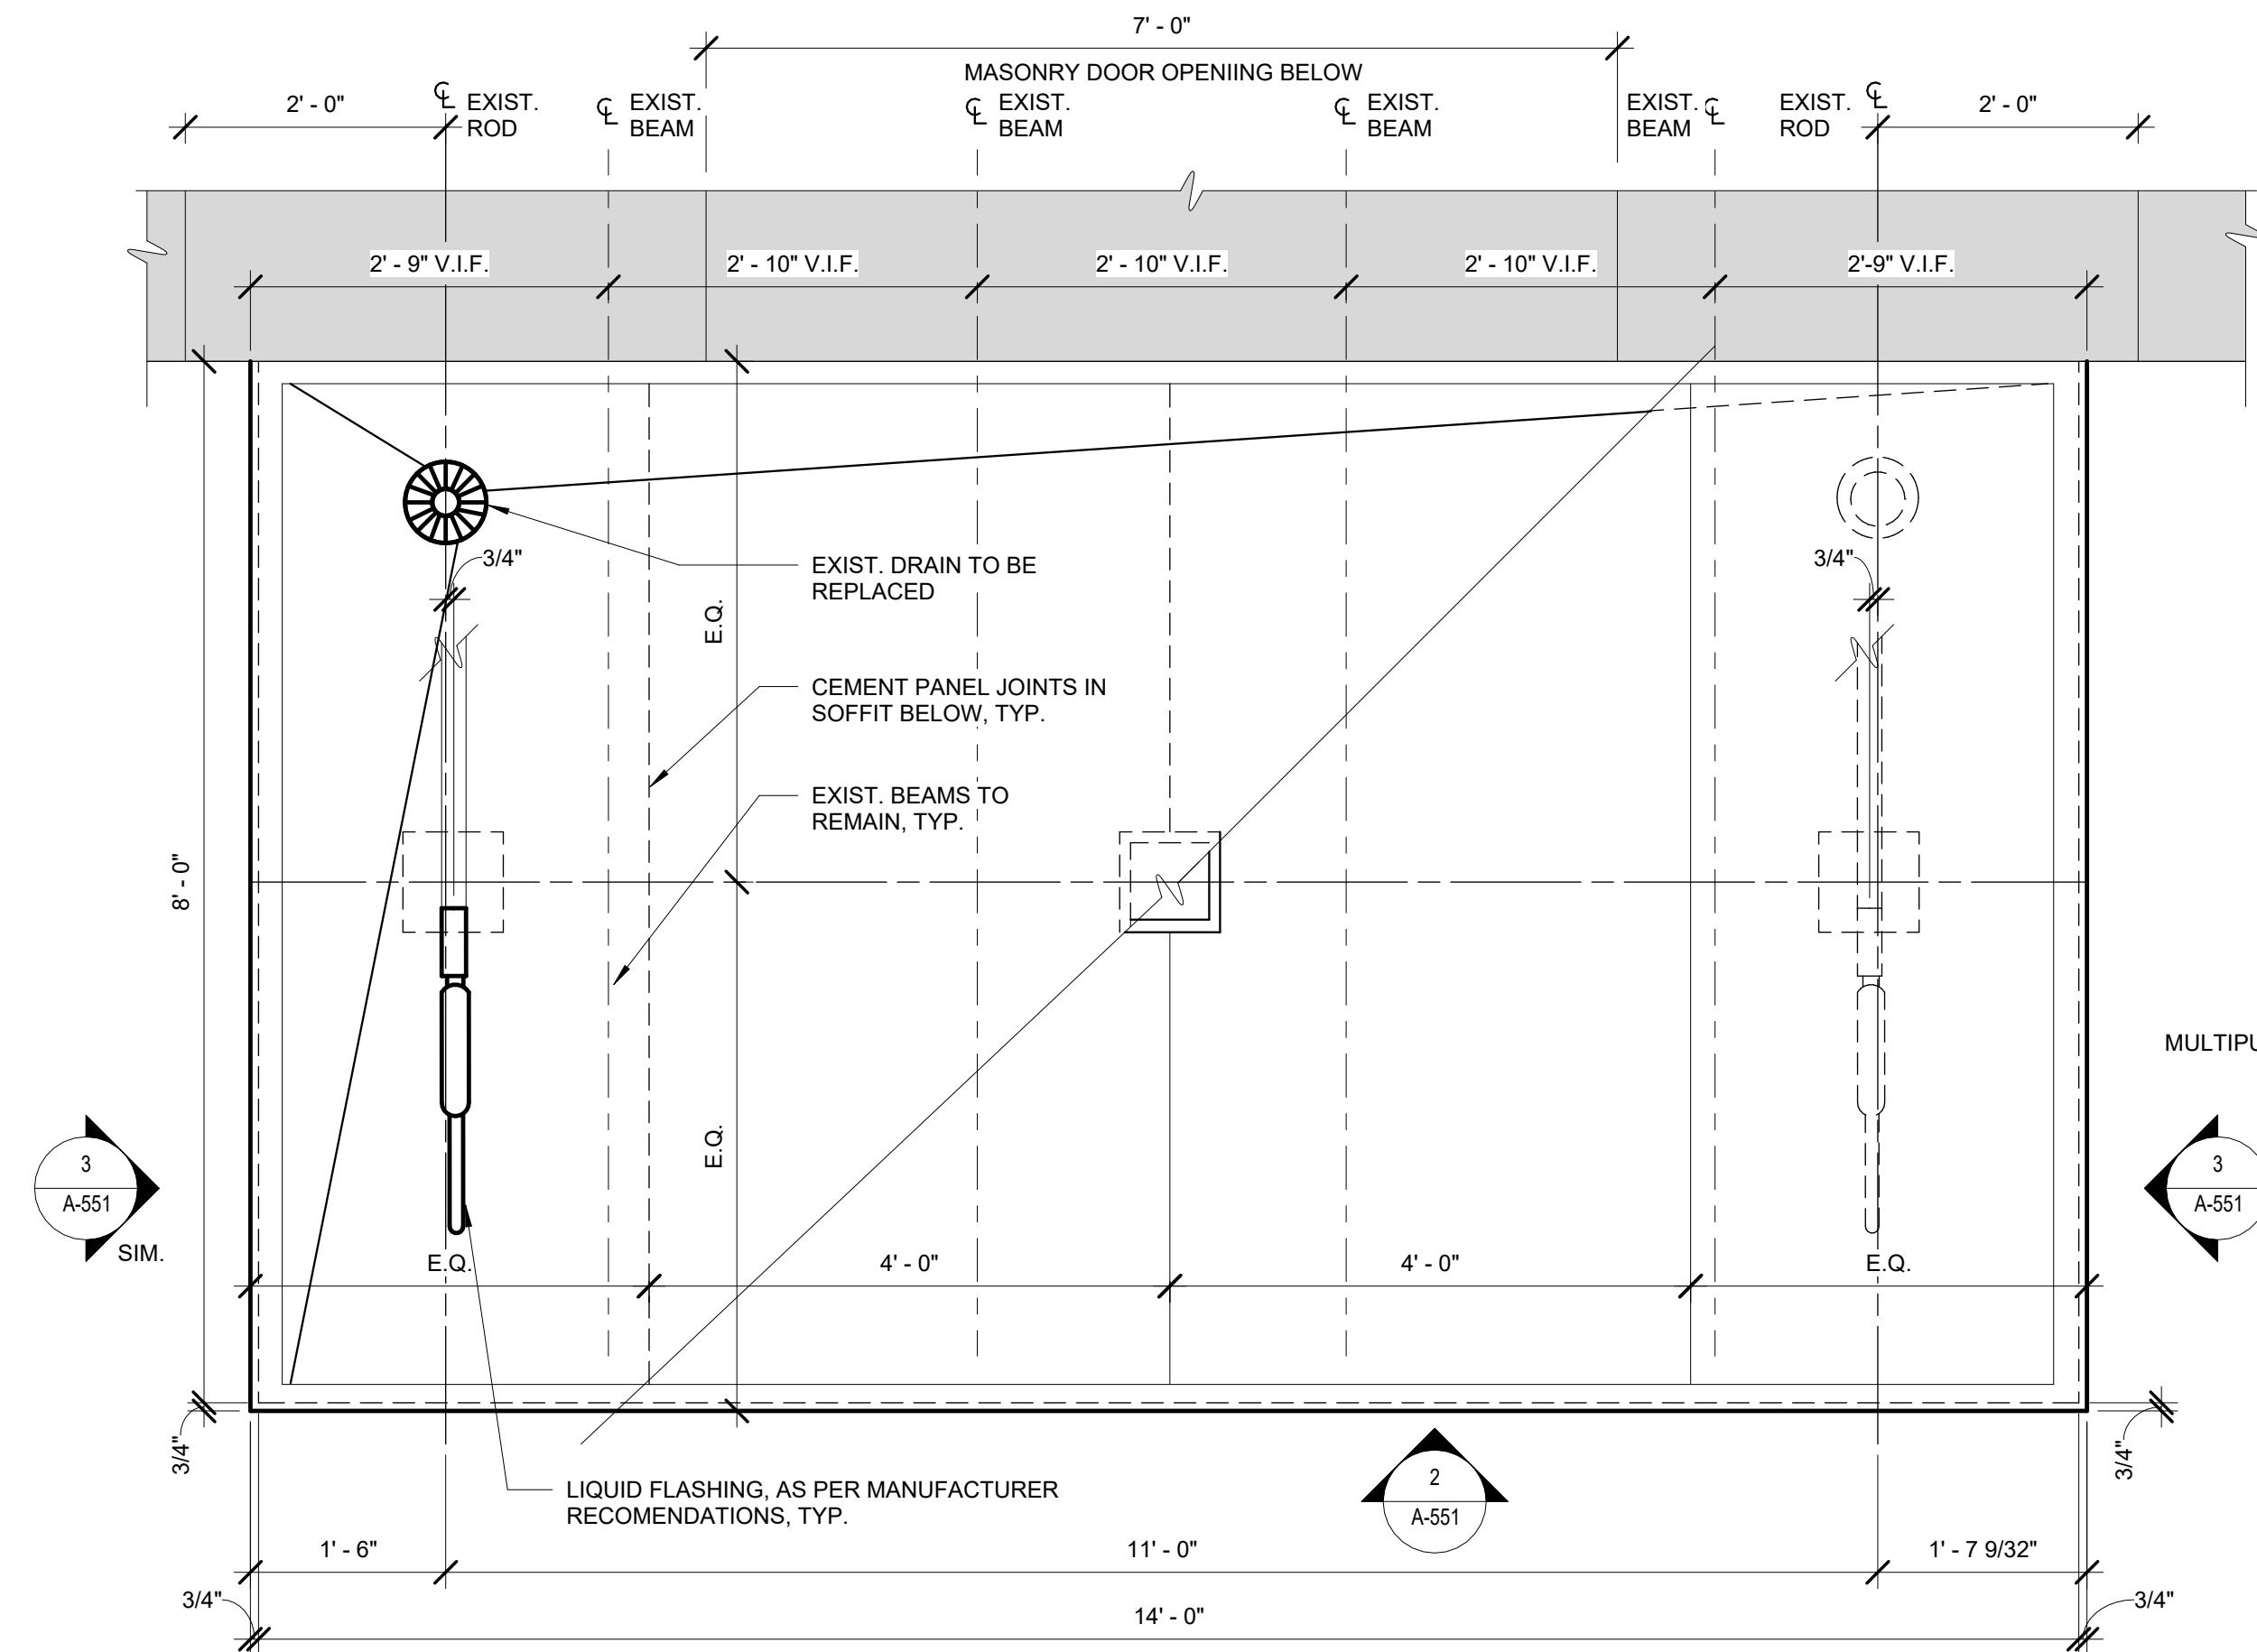 7' - 0"
MASONRY DOOR OPENIING BELOW
2' - 0"
℄ EXIST.
ROD
℄ EXIST.
BEAM
℄ EXIST.
BEAM
℄ EXIST.
BEAM
EXIST. ℄
BEAM
EXIST. ℄
ROD
2' - 0"
2' - 9" V.I.F.
2' - 10" V.I.F.
2' - 10" V.I.F.
2' - 10" V.I.F.
2'-9" V.I.F.
3/4"
EXIST. DRAIN TO BE
REPLACED
3/4"
E.Q.
CEMENT PANEL JOINTS IN
SOFFIT BELOW, TYP.
EXIST. BEAMS TO
REMAIN, TYP.
8' - 0"
MULTIPU
E.Q.
3
A-551
SIM.
3
A-551
E.Q.
4' - 0"
4' - 0"
E.Q.
3/4"
3/4"
LIQUID FLASHING, AS PER MANUFACTURER
RECOMENDATIONS, TYP.
2
A-551
1' - 6"
11' - 0"
1' - 7 9/32"
3/4"
14' - 0"
3/4"